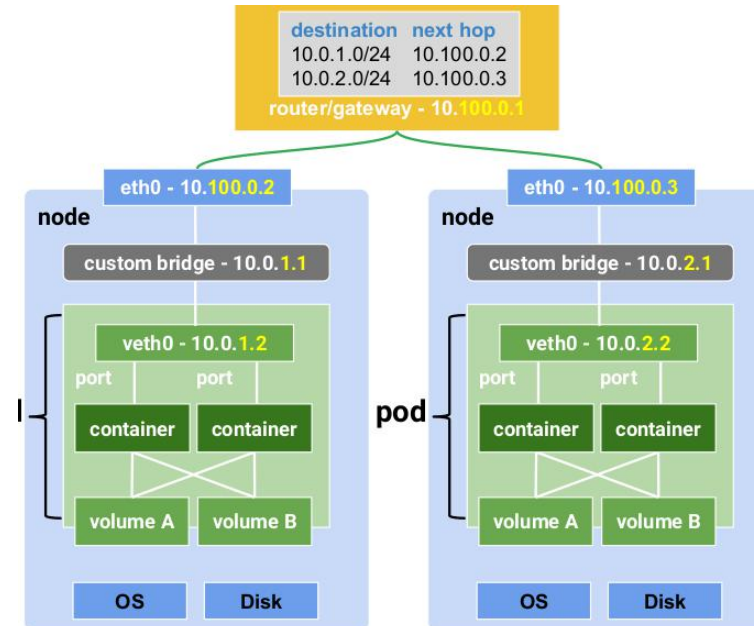 destination next hop
10.0.1.0/24 10.100.0.2
10.0.2.0/24 10.100.0.3
router/gateway - 10.100.0.1
eth0 - 10.100.0.2
node
custom bridge - 10.0.1.1
veth0 - 10.0.1.2
port port
container container
volume A volume B
OS Disk
eth0 - 10.100.0.3
node
custom bridge - 10.0.2.1
veth0 - 10.0.2.2
port port
pod
container container
volume A volume B
OS Disk